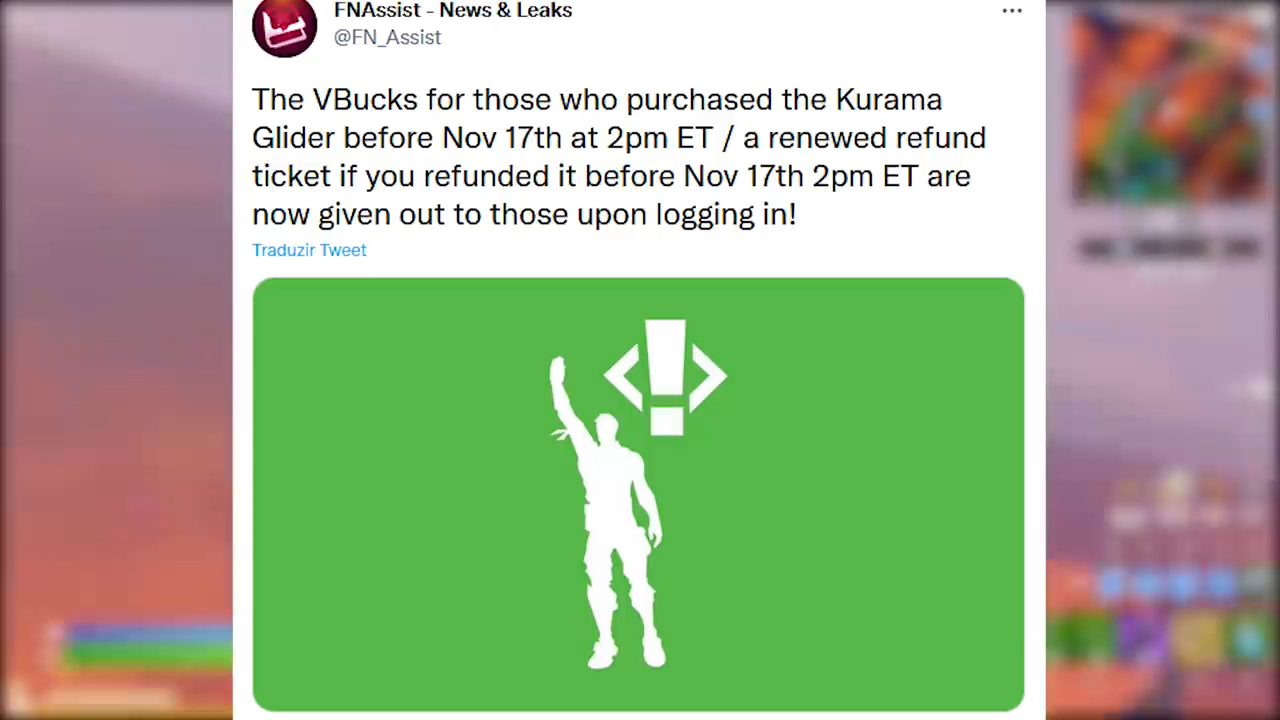 FNAssist - News & Leaks
@FN_Assist
The VBucks for those who purchased the Kurama
Glider before Nov 17th at 2pm ET / a renewed refund
ticket if you refunded it before Nov 17th 2pm ET are
now given out to those upon logging in!
Traduzir Tweet